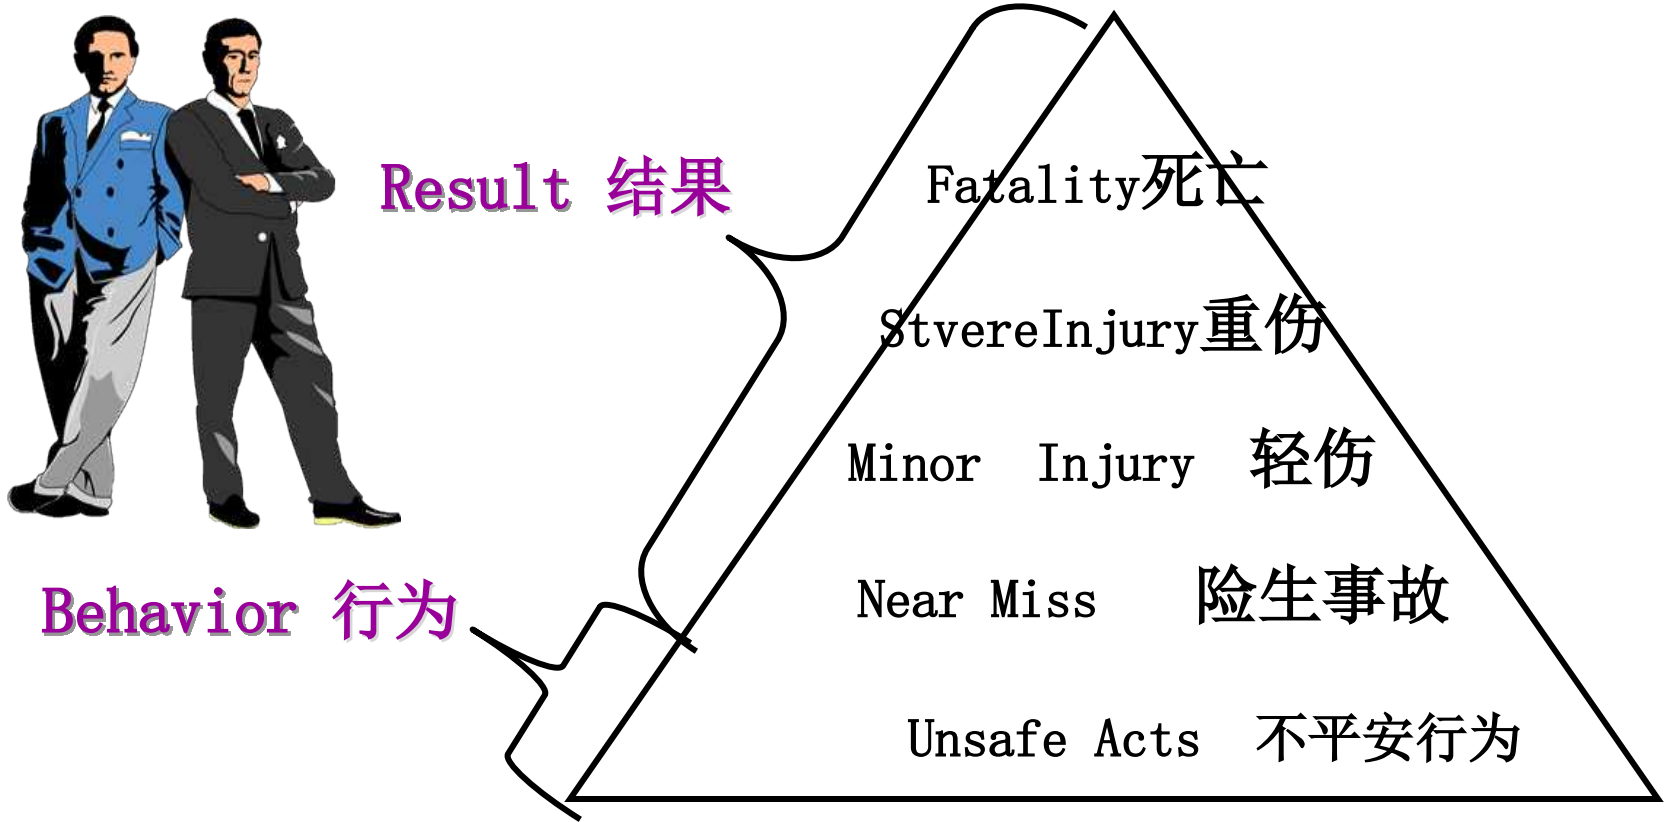 Result 结果
Fatality死亡
StvereInjury重伤
Minor Injury 轻伤
Near Miss 险生事故
Behavior 行为
Unsafe Acts 不平安行为